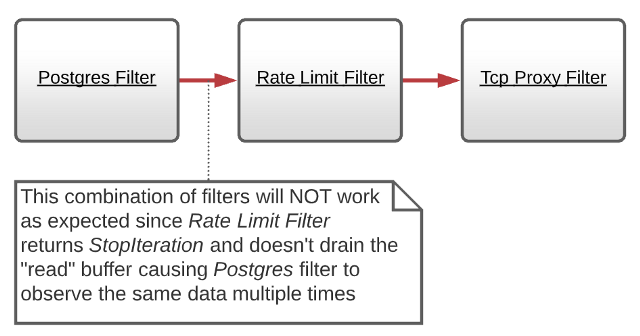 Postgres Filter
Rate Limit Filter
Tcp Proxy Filter
This combination of filters will NOT work
as expected since Rate Limit Filter
returns StopIteration and doesn't drain the
"read" buffer causing Postgres filter to
observe the same data multiple times